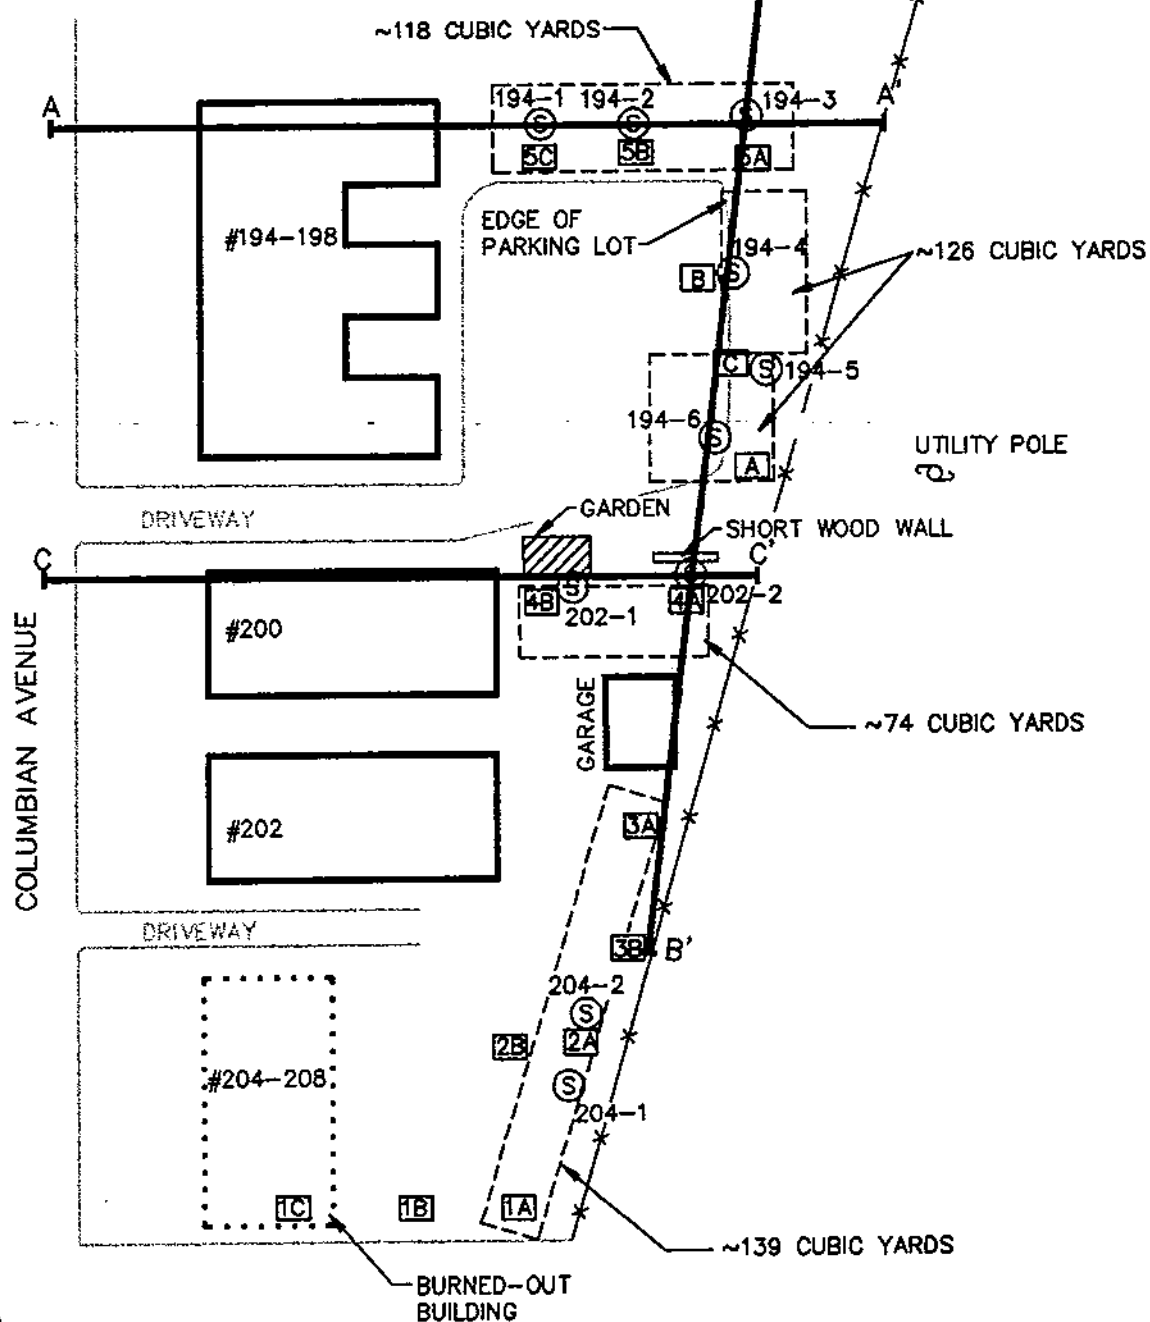 ~118 CUBIC YARDS
A
194-1
194-2
194-3
A'
S
S
S
5C
5B
5A
#194-198
EDGE OF
PARKING LOT
194-4
~126 CUBIC YARDS
B
S
C
S
194-5
194-6
S
A
UTILITY POLE
DRIVEWAY
GARDEN
SHORT WOOD WALL
C
C'
S
S
4B
4A
202-2
202-1
#200
COLUMBIAN AVENUE
GARAGE
~74 CUBIC YARDS
#202
3A
DRIVEWAY
3B
B'
204-2
S
2B
2A
#204-208
S
204-1
1C
1B
1A
~139 CUBIC YARDS
BURNED-OUT
BUILDING